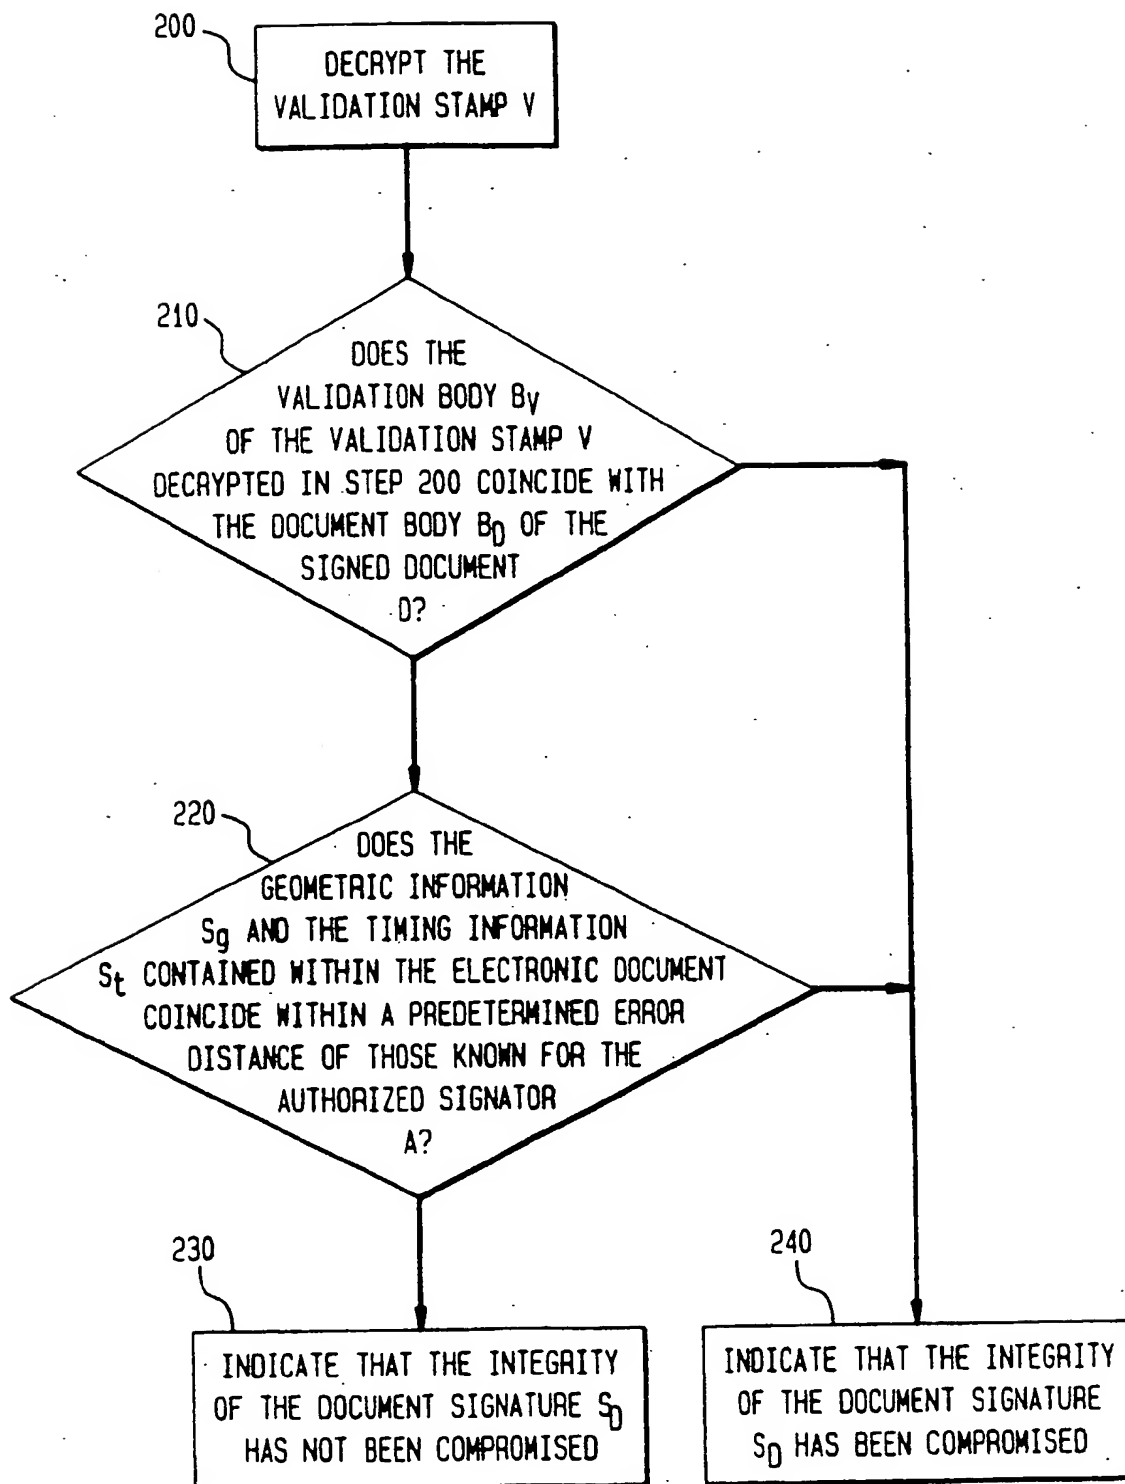 200
DECRYPT THE
VALIDATION STAMP V
210
DOES THE
VALIDATION BODY BV
OF THE VALIDATION STAMP V
DECRYPTED IN STEP 200 COINCIDE WITH
THE DOCUMENT BODY BD OF THE
SIGNED DOCUMENT
D?
220
DOES THE
GEOMETRIC INFORMATION
Sg AND THE TIMING INFORMATION
St CONTAINED WITHIN THE ELECTRONIC DOCUMENT
COINCIDE WITHIN A PREDETERMINED ERROR
DISTANCE OF THOSE KNOWN FOR THE
AUTHORIZED SIGNATOR
A?
230
INDICATE THAT THE INTEGRITY
OF THE DOCUMENT SIGNATURE SD
HAS NOT BEEN COMPROMISED
240
INDICATE THAT THE INTEGRITY
OF THE DOCUMENT SIGNATURE
SD HAS BEEN COMPROMISED